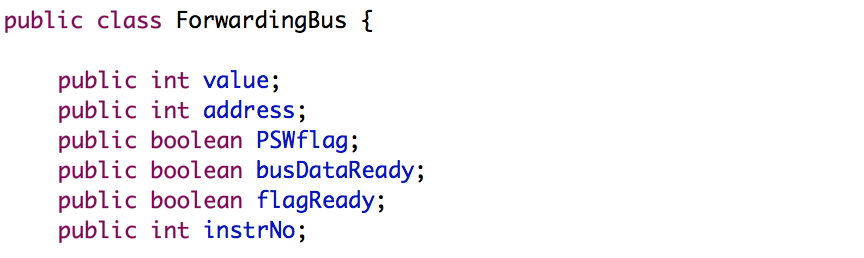 public class ForwardingBus {
public int value;
public int address;
public boolean PSWflag;
public boolean busDataReady;
public boolean flagReady;
public int instrNo;